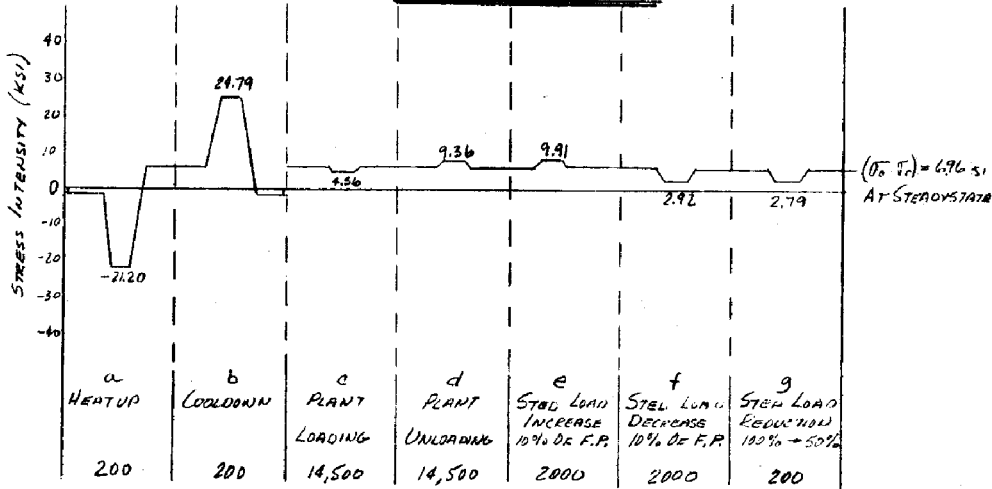 40
30
20
10
0
-10
-20
-30
-40
STRESS INTENSITY (KSI)
24.79
-21.20
4.56
9.36
9.91
2.92
2.79
= 6.96 SI
AT STEADYSTATE
a
HEATUP
200
b
COOLDOWN
200
c
PLANT
LOADING
14,500
d
PLANT
UNLOADING
14,500
e
STEP LOAD
INCREASE
10% OF F.P.
2000
f
STEP LOAD
DECREASE
10% OF F.P.
2000
g
STEP LOAD
REDUCTION
100% → 50%
200